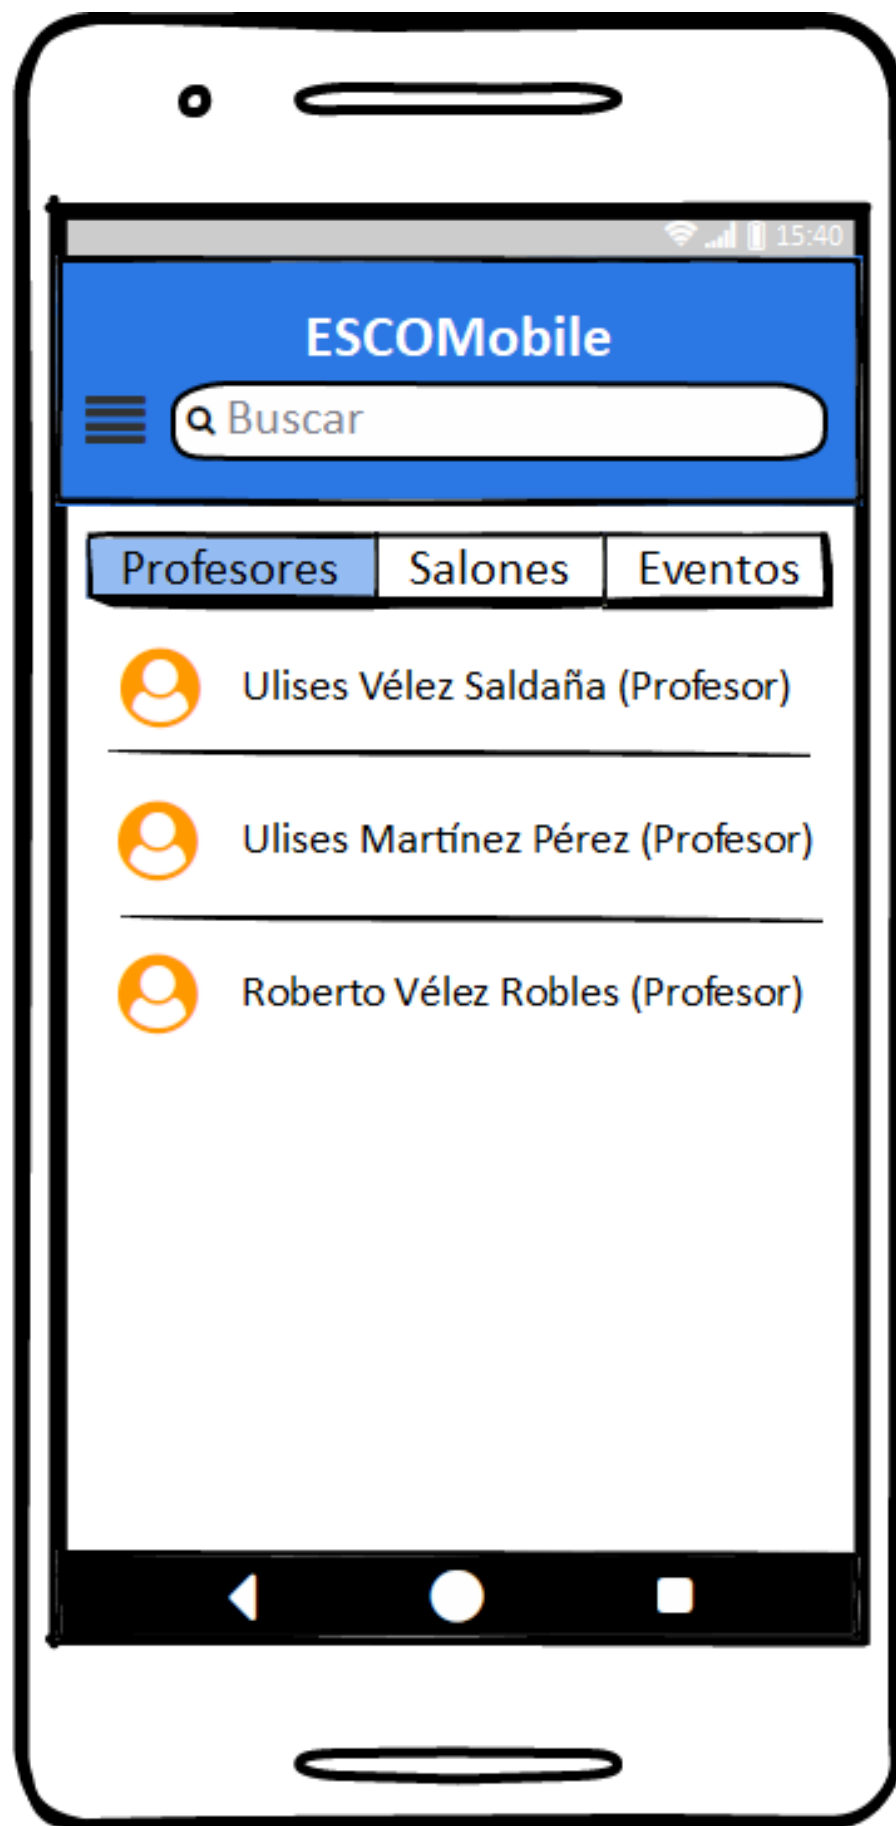 15:40
ESCOMobile
Buscar
Profesores Salones Eventos
Ulises Vélez Saldaña (Profesor)
Ulises Martínez Pérez (Profesor)
Roberto Vélez Robles (Profesor)